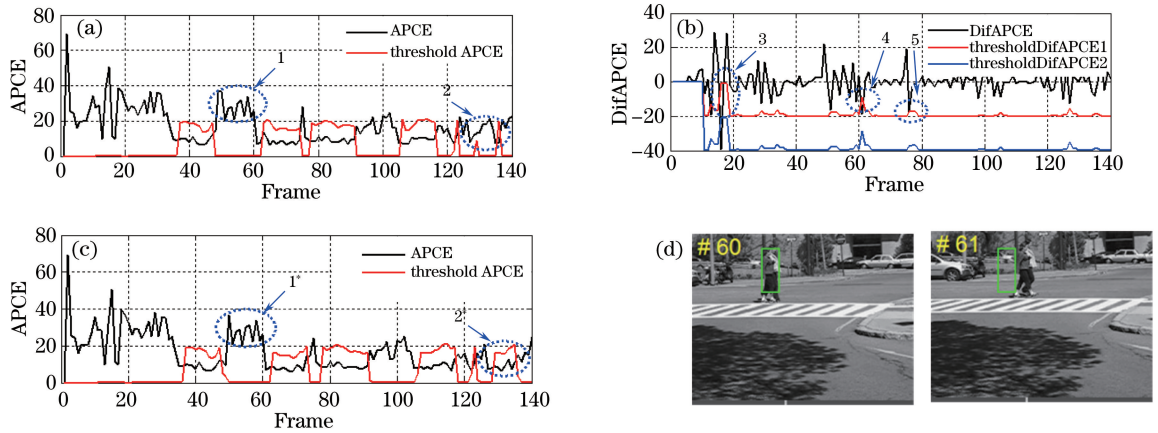 (a)
APCE
threshold APCE
1
2
80
60
40
20
0
APCE
0 20 40 60 80 100 120 140
Frame
(b)
DifAPCE
thresholdDifAPCE1
thresholdDifAPCE2
3
4
5
40
20
0
−20
−40
DifAPCE
0 20 40 60 80 100 120 140
Frame
(c)
APCE
threshold APCE
1*
80
60
40
20
0
APCE
0 20 40 60 80 100 120 140
Frame
(d)
# 60
# 61